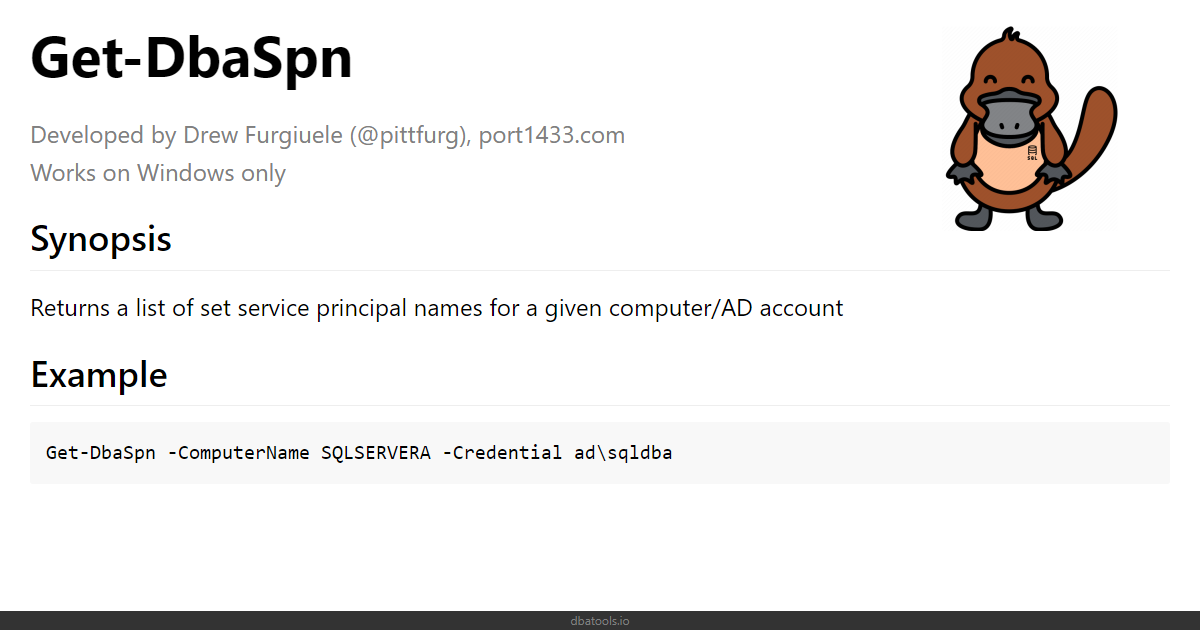 Get-DbaSpn
Developed by Drew Furgiuele (@pittfurg), port1433.com
Works on Windows only
SQL
Synopsis
Returns a list of set service principal names for a given computer/AD account
Example
Get-DbaSpn -ComputerName SQLSERVERA -Credential ad\sqldba
dbatools.io